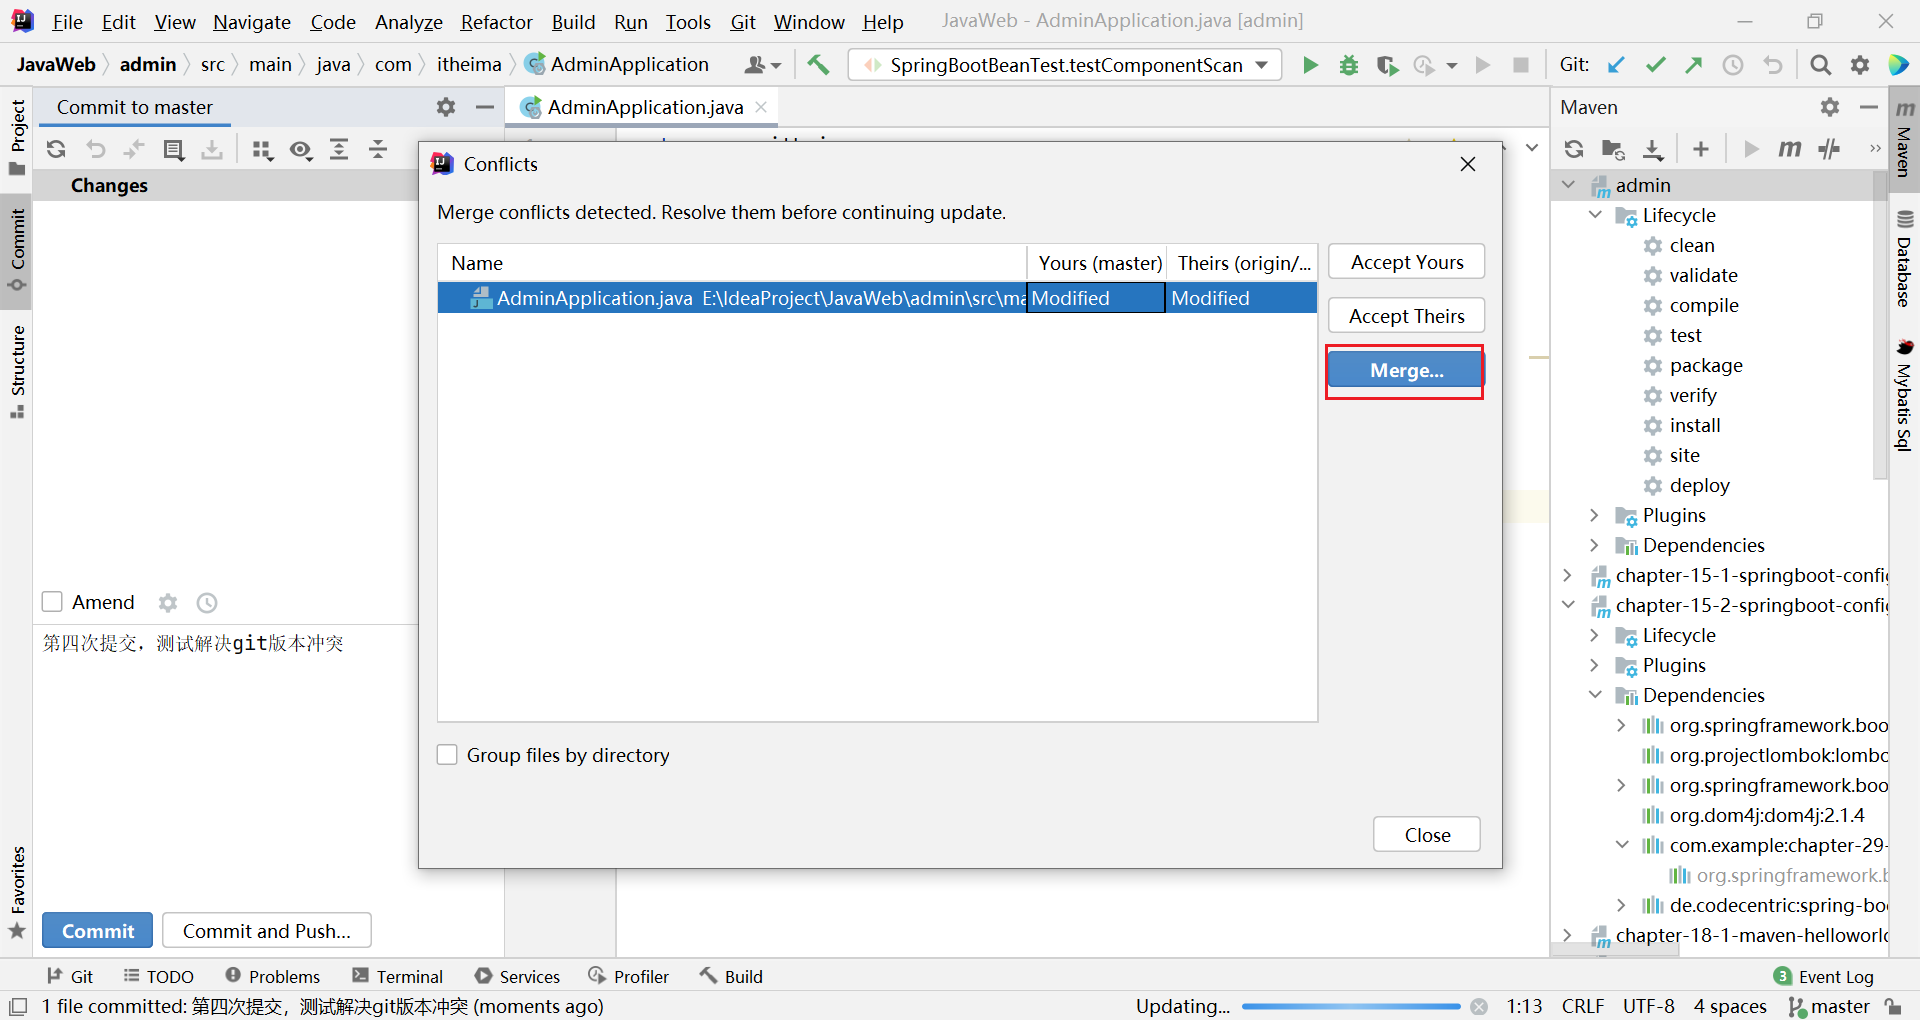 File Edit View Navigate Code Analyze Refactor Build Run Tools Git Window Help JavaWeb - AdminApplication.java [admin]
JavaWeb admin src main java com itheima AdminApplication SpringBootBeanTest.testComponentScan Git:
Commit to master
AdminApplication.java
Maven
Changes
Conflicts
Merge conflicts detected. Resolve them before continuing update.
Name Yours (master) Theirs (origin/...
AdminApplication.java E:\IdeaProject\JavaWeb\admin\src\ma Modified Modified
Accept Yours
Accept Theirs
Merge...
Group files by directory
Close
Amend
第四次提交，测试解决git版本冲突
Commit Commit and Push...
admin
Lifecycle
clean
validate
compile
test
package
verify
install
site
deploy
Plugins
Dependencies
chapter-15-1-springboot-config
chapter-15-2-springboot-config
Lifecycle
Plugins
Dependencies
org.springframework.boo
org.projectlombok:lombo
org.springframework.boo
org.dom4j:dom4j:2.1.4
com.example:chapter-29-
org.springframework.b
de.codecentric:spring-boo
chapter-18-1-maven-helloworld
Project
Commit
Structure
Favorites
Maven
Database
Mybatis Sql
Git TODO Problems Terminal Services Profiler Build 3 Event Log
1 file committed: 第四次提交，测试解决git版本冲突 (moments ago) Updating... 1:13 CRLF UTF-8 4 spaces master